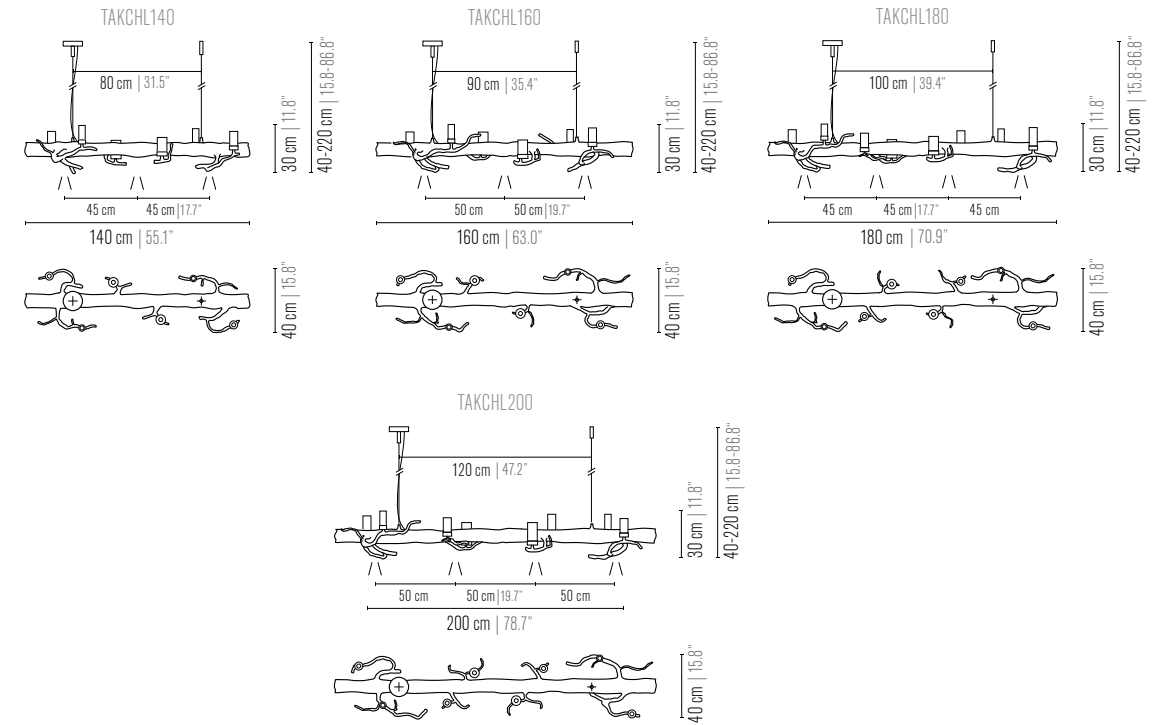 TAKCHL140
80 cm | 31.5"
30 cm | 11.8"
40-220 cm | 15.8-86.8"
45 cm
45 cm | 17.7"
140 cm | 55.1"
40 cm | 15.8"
TAKCHL160
90 cm | 35.4"
30 cm | 11.8"
40-220 cm | 15.8-86.8"
50 cm
50 cm | 19.7"
160 cm | 63.0"
40 cm | 15.8"
TAKCHL180
100 cm | 39.4"
30 cm | 11.8"
40-220 cm | 15.8-86.8"
45 cm
45 cm | 17.7"
45 cm
180 cm | 70.9"
40 cm | 15.8"
TAKCHL200
120 cm | 47.2"
30 cm | 11.8"
40-220 cm | 15.8-86.8"
50 cm
50 cm | 19.7"
50 cm
200 cm | 78.7"
40 cm | 15.8"